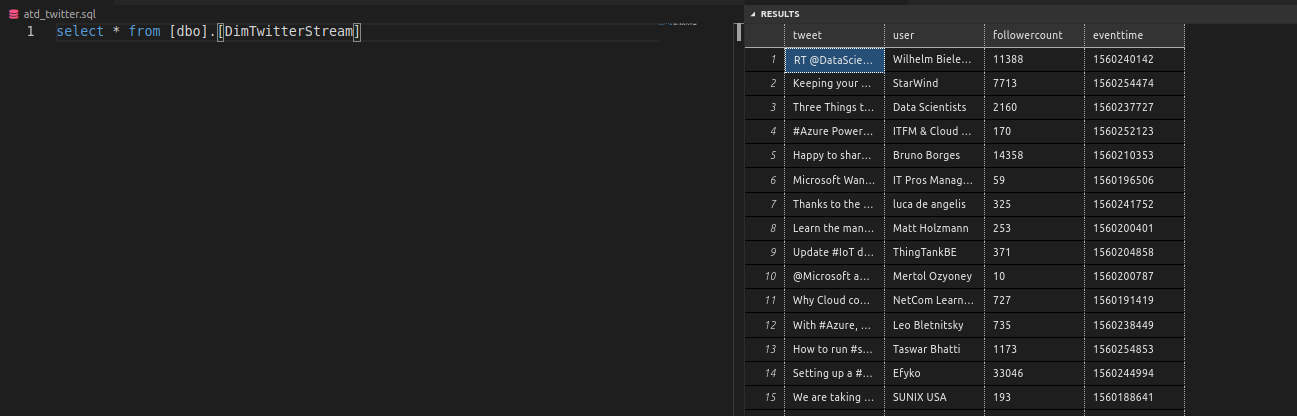 atd_twitter.sql
1 select * from [dbo].[DimTwitterStream]
RESULTS
tweet user followercount eventtime
1 RT @DataScie... Wilhelm Biele... 11388 1560240142
2 Keeping your ... StarWind 7713 1560254474
3 Three Things t... Data Scientists 2160 1560237727
4 #Azure Power... ITFM & Cloud ... 170 1560252123
5 Happy to shar... Bruno Borges 14358 1560210353
6 Microsoft Wan... IT Pros Manag... 59 1560196506
7 Thanks to the ... luca de angelis 325 1560241752
8 Learn the man... Matt Holzmann 253 1560200401
9 Update #IoT d... ThingTankBE 371 1560204858
10 @Microsoft a... Mertol Ozyoney 10 1560200787
11 Why Cloud co... NetCom Learn... 727 1560191419
12 With #Azure, ... Leo Bletnitsky 735 1560238449
13 How to run #s... Taswar Bhatti 1173 1560254853
14 Setting up a #... Efyko 33046 1560244994
15 We are taking ... SUNIX USA 193 1560188641